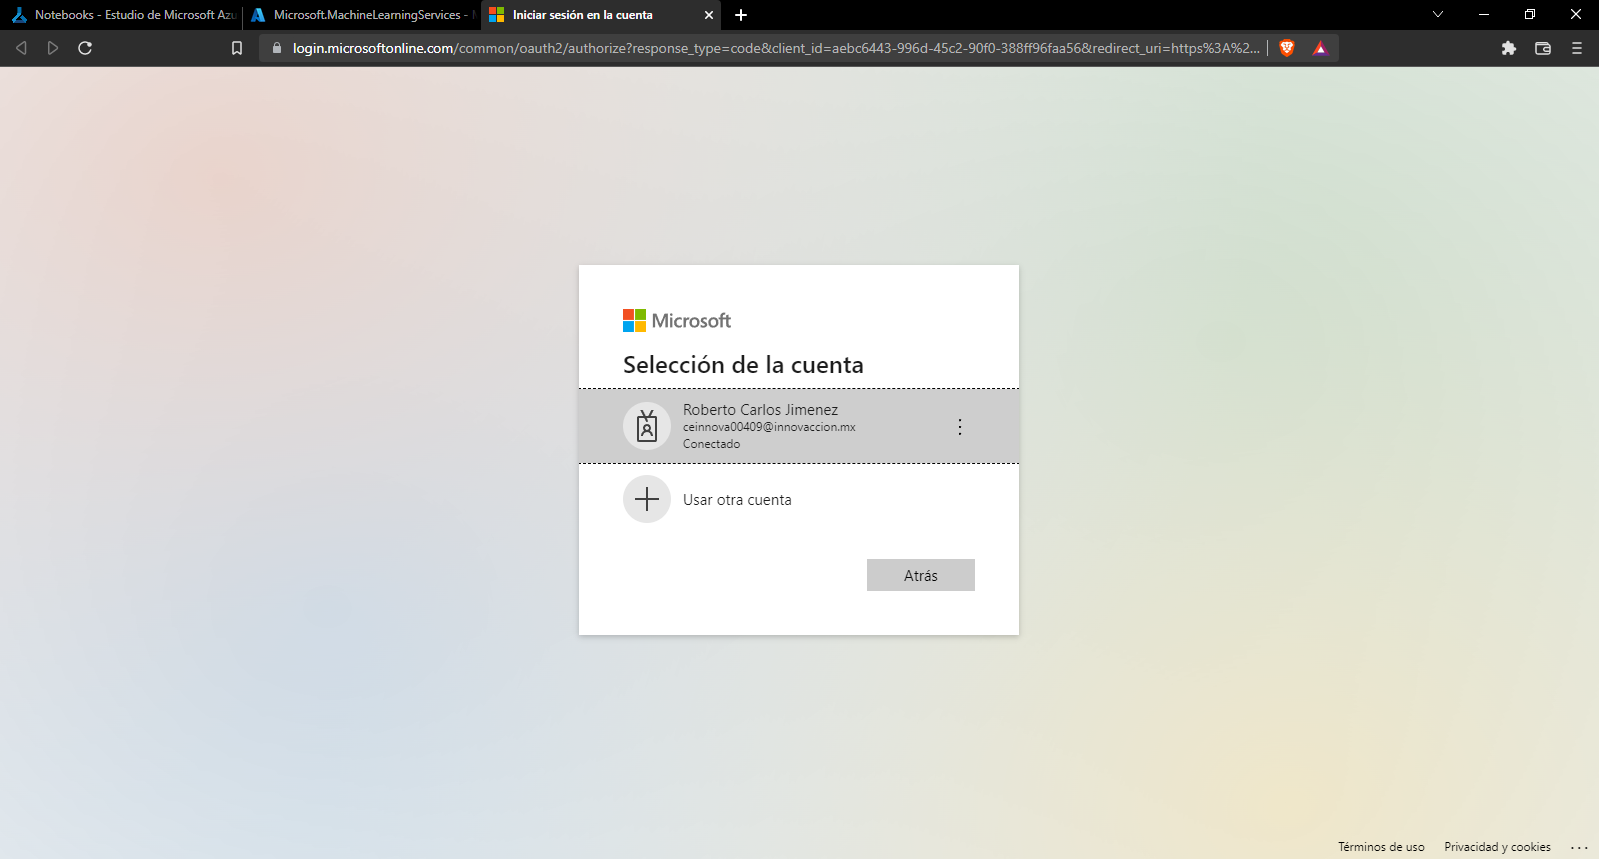 Notebooks - Estudio de Microsoft Azu
Microsoft.MachineLearningServices -
Iniciar sesión en la cuenta
login.microsoftonline.com/common/oauth2/authorize?response_type=code&client_id=aebc6443-996d-45c2-90f0-388ff96faa56&redirect_uri=https%3A%2...
Microsoft
Selección de la cuenta
Roberto Carlos Jimenez
ceinnova00409@innovaccion.mx
Conectado
Usar otra cuenta
Atrás
Términos de uso
Privacidad y cookies